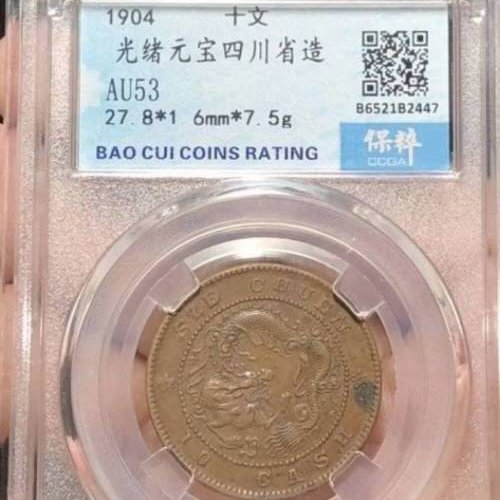 1904 十文
光绪元宝四川省造
AU53
27.8*1.6mm*7.5g
B6521B2447
BAO CUI COINS RATING
保粹
CCGA
SZE CHUEN
10 CASH